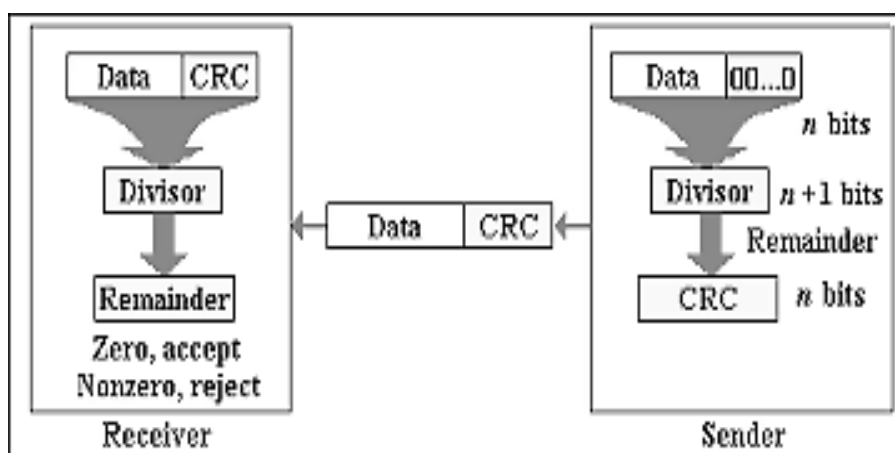 Data CRC
Divisor
Remainder
Zero, accept
Nonzero, reject
Receiver
Data CRC
Data 00...0
n bits
Divisor n+1 bits
Remainder
CRC n bits
Sender